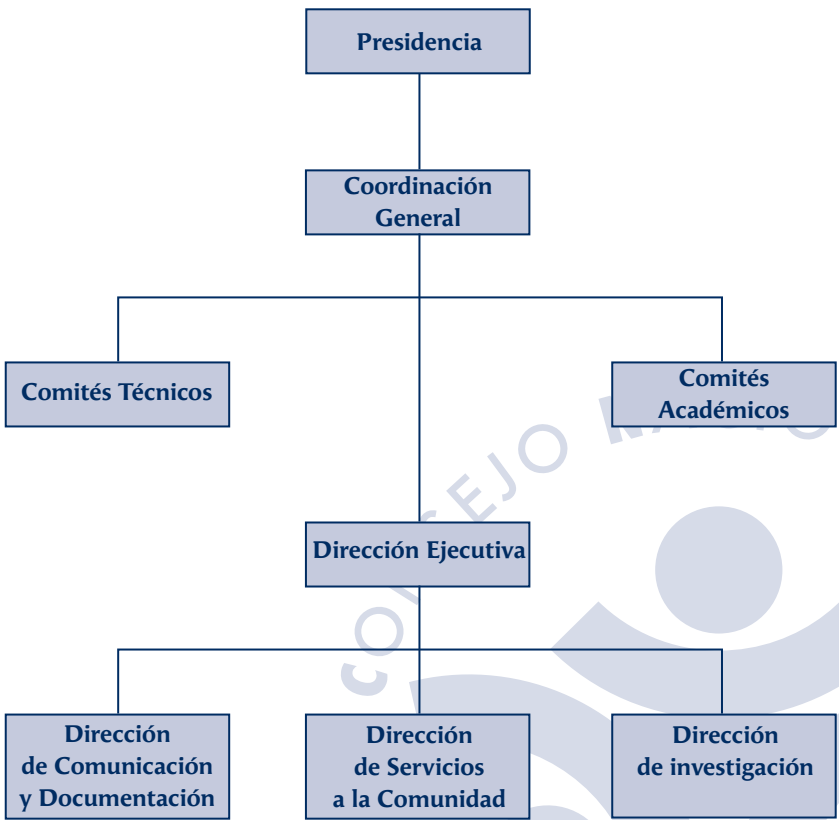 Presidencia
Coordinación
General
Comités Técnicos
Comités
Académicos
CONSEJO
Dirección Ejecutiva
Dirección
de Comunicación
y Documentación
Dirección
de Servicios
a la Comunidad
Dirección
de investigación